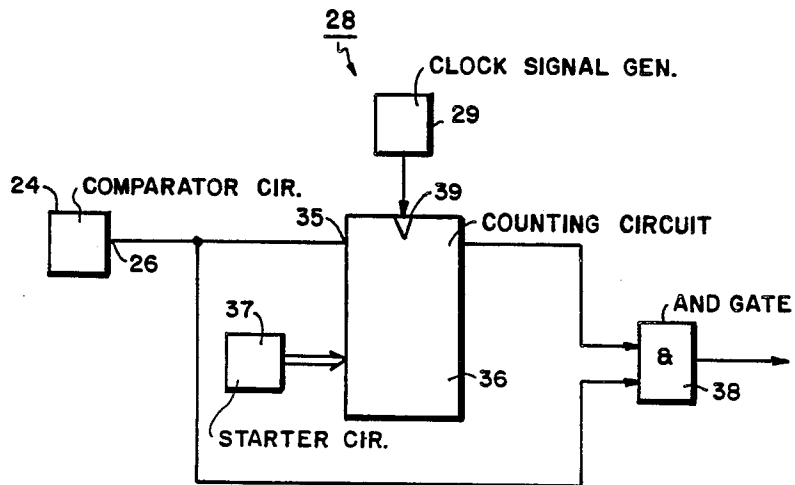 28
CLOCK SIGNAL GEN.
29
24
COMPARATOR CIR.
26
35
39
COUNTING CIRCUIT
37
36
STARTER CIR.
AND GATE
&
38